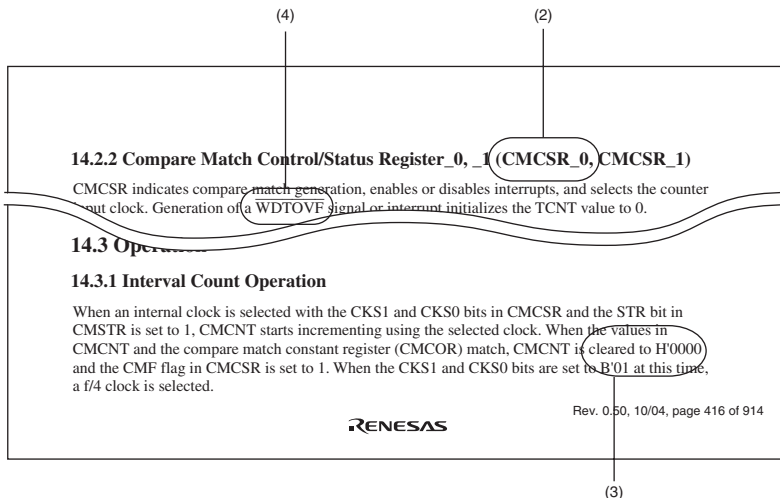 (4)
(2)
14.2.2 Compare Match Control/Status Register_0, _1 (CMCSR_0, CMCSR_1)
CMCSR indicates compare match generation, enables or disables interrupts, and selects the counter
input clock. Generation of a WDTOVF signal or interrupt initializes the TCNT value to 0.
14.3 Operation
14.3.1 Interval Count Operation
When an internal clock is selected with the CKS1 and CKS0 bits in CMCSR and the STR bit in
CMSTR is set to 1, CMCNT starts incrementing using the selected clock. When the values in
CMCNT and the compare match constant register (CMCOR) match, CMCNT is cleared to H'0000
and the CMF flag in CMCSR is set to 1. When the CKS1 and CKS0 bits are set to B'01 at this time,
a f/4 clock is selected.
Rev. 0.50, 10/04, page 416 of 914
RENESAS
(3)